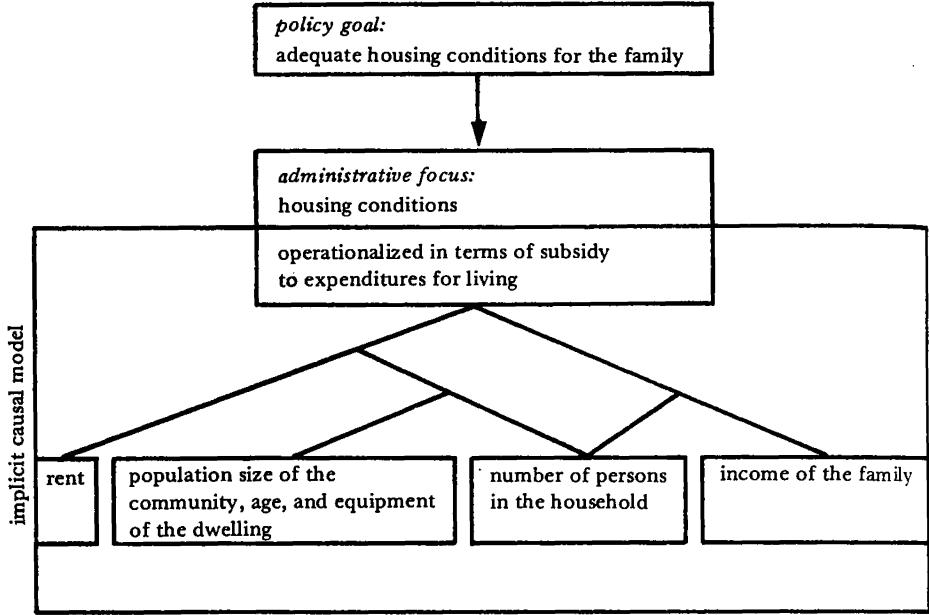 policy goal:
adequate housing conditions for the family
administrative focus:
housing conditions
operationalized in terms of subsidy
to expenditures for living
implicit causal model
rent
population size of the
community, age, and equipment
of the dwelling
number of persons
in the household
income of the family